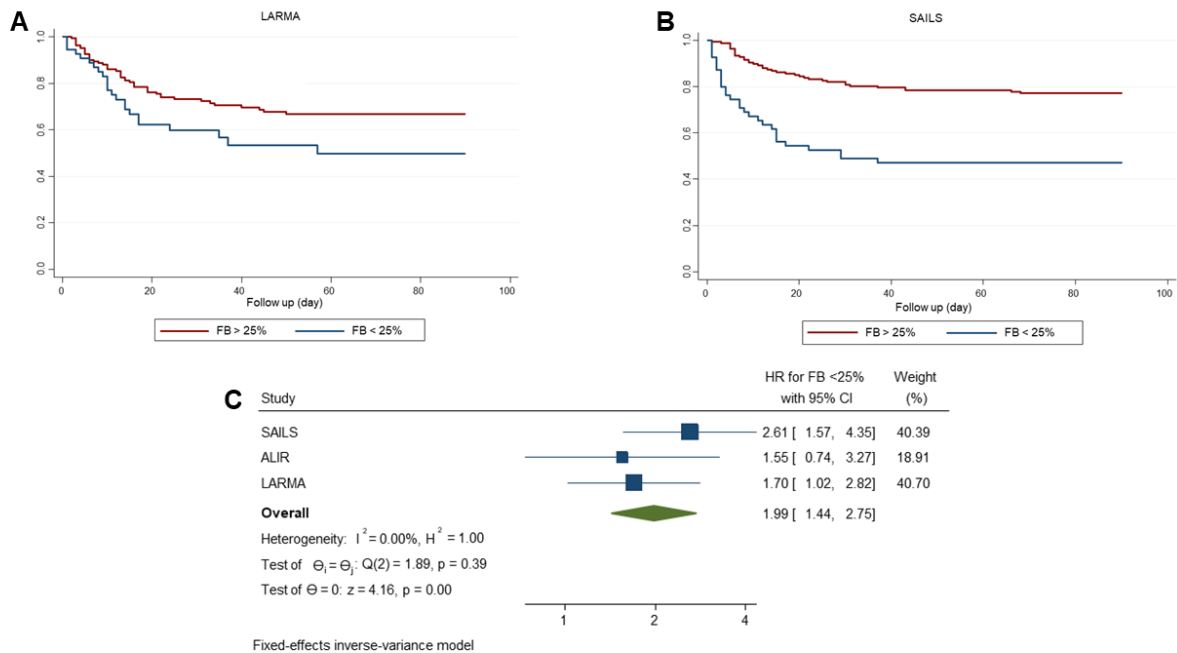 A
LARMA
1.0
0.8
0.6
0.4
0.2
0.0
0 20 40 60 80 100
Follow up (day)
FB > 25% FB < 25%
B
SAILS
1.0
0.8
0.6
0.4
0.2
0.0
0 20 40 60 80 100
Follow up (day)
FB > 25% FB < 25%
C
HR for FB <25% Weight
Study with 95% CI (%)
SAILS 2.61 [ 1.57, 4.35] 40.39
ALIR 1.55 [ 0.74, 3.27] 18.91
LARMA 1.70 [ 1.02, 2.82] 40.70
Overall 1.99 [ 1.44, 2.75]
Heterogeneity: I² = 0.00%, H² = 1.00
Test of Θi = Θj: Q(2) = 1.89, p = 0.39
Test of Θ = 0: z = 4.16, p = 0.00
1 2 4
Fixed-effects inverse-variance model